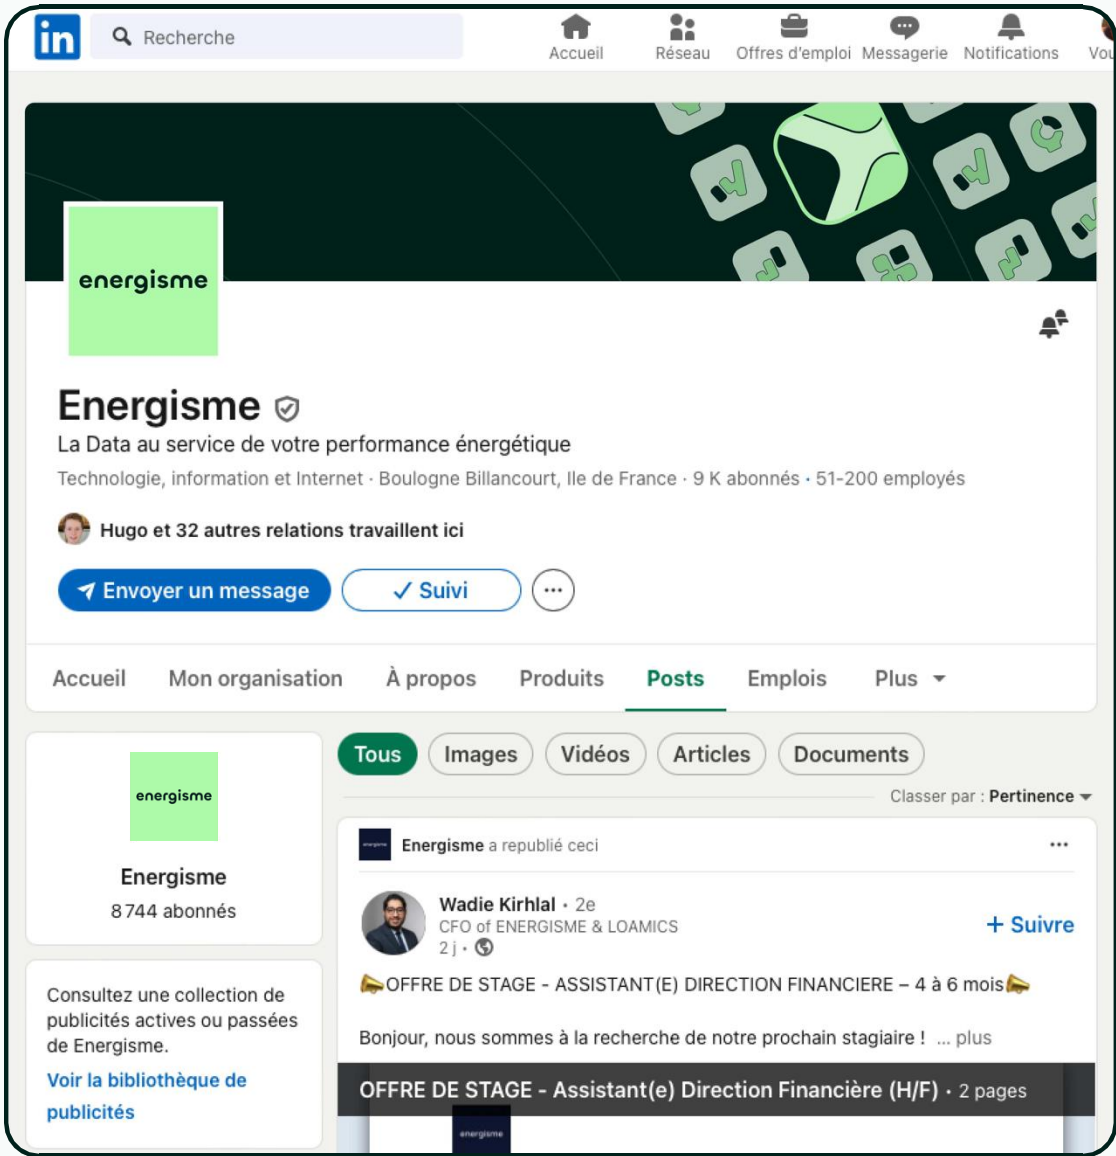 in
Recherche
Accueil
Réseau
Offres d'emploi
Messagerie
Notifications
energisme
Energisme
La Data au service de votre performance énergétique
Technologie, information et Internet · Boulogne Billancourt, Ile de France · 9 K abonnés · 51-200 employés
Hugo et 32 autres relations travaillent ici
Envoyer un message
Suivi
Accueil
Mon organisation
À propos
Produits
Posts
Emplois
Plus
energisme
Energisme
8 744 abonnés
Consultez une collection de
publicités actives ou passées
de Energisme.
Voir la bibliothèque de
publicités
Tous
Images
Vidéos
Articles
Documents
Classer par : Pertinence
Energisme a republié ceci
Wadie Kirhlal • 2e
CFO of ENERGISME & LOAMICS
2 j •
+ Suivre
OFFRE DE STAGE - ASSISTANT(E) DIRECTION FINANCIERE – 4 à 6 mois
Bonjour, nous sommes à la recherche de notre prochain stagiaire ! ... plus
OFFRE DE STAGE - Assistant(e) Direction Financière (H/F) • 2 pages
energisme